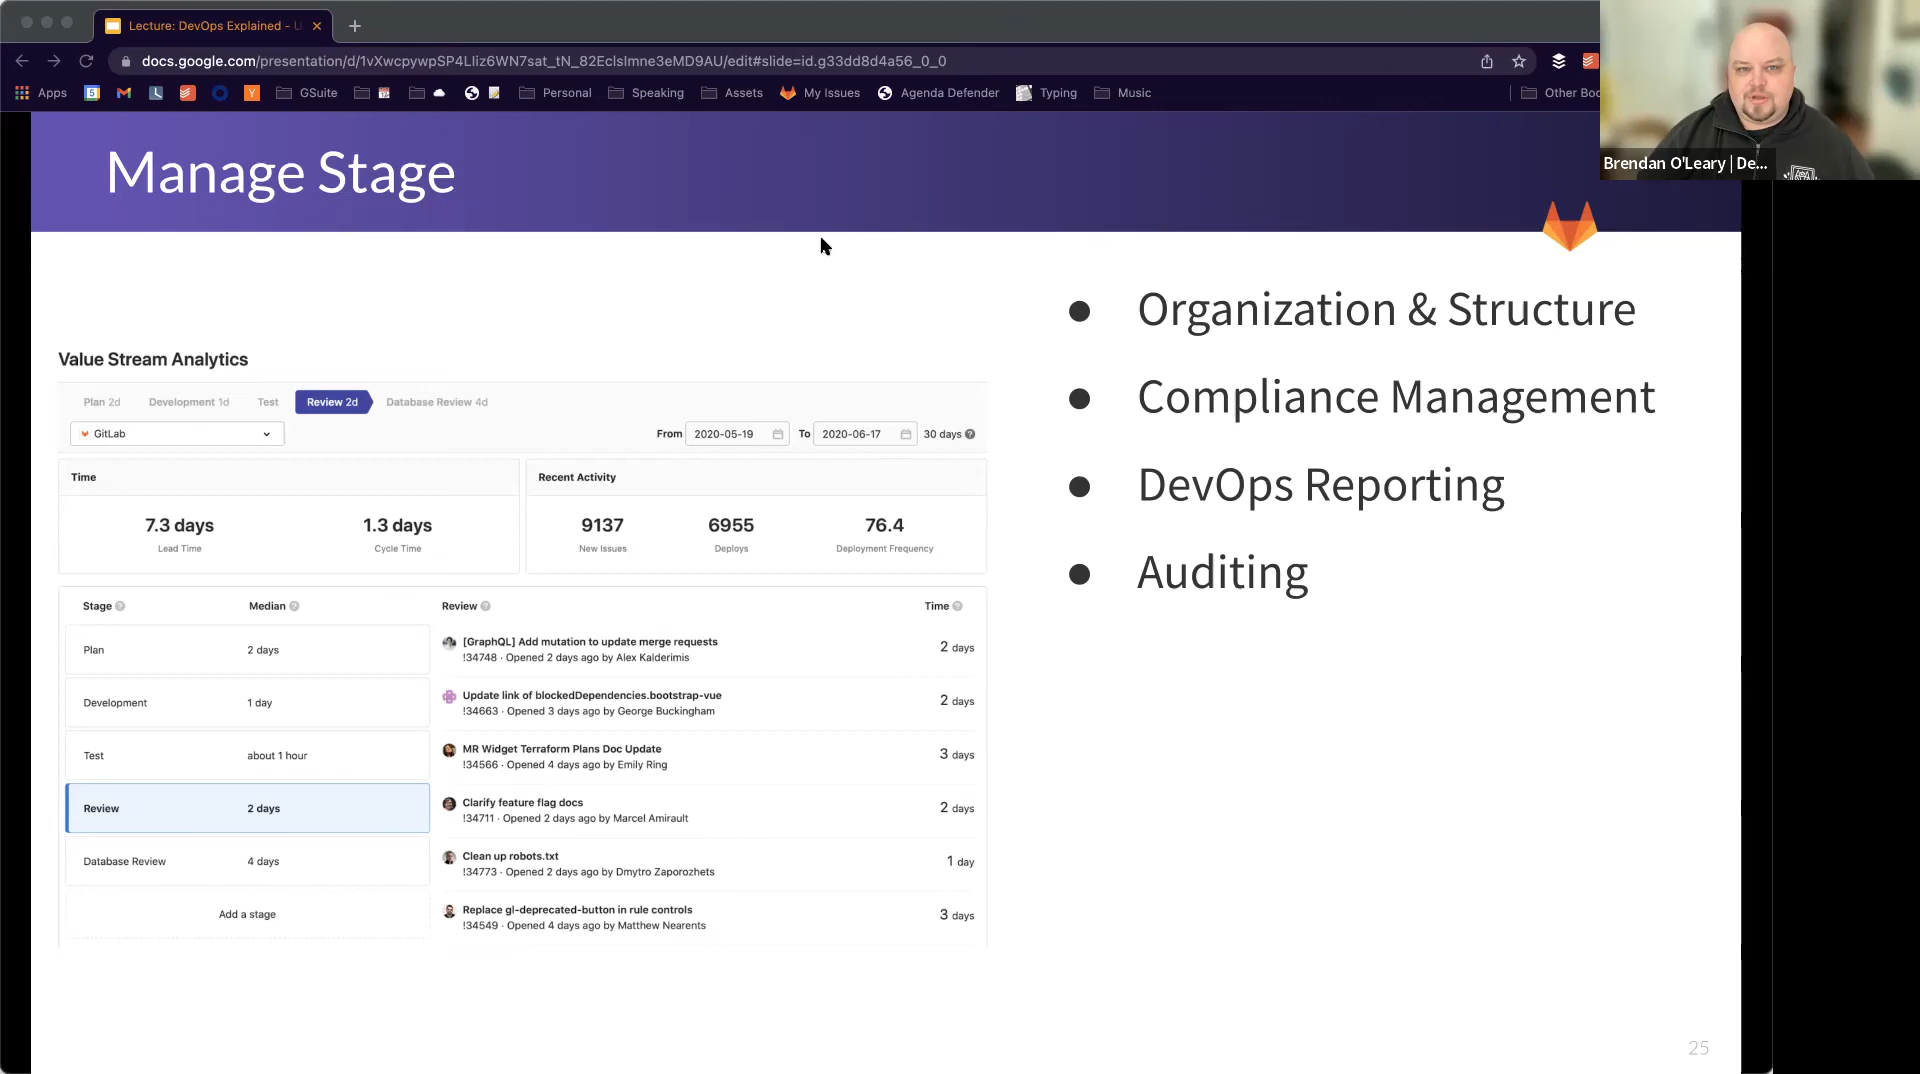 Lecture: DevOps Explained - U
docs.google.com/presentation/d/1vXwcpywpSP4LIiz6WN7sat_tN_82Eclslmne3eMD9AU/edit#slide=id.g33dd8d4a56_0_0
Apps 5 Y GSuite Personal Speaking Assets My Issues Agenda Defender Typing Music Other Boo
Brendan O'Leary | De...
Manage Stage
Organization & Structure
Compliance Management
DevOps Reporting
Auditing
Value Stream Analytics
Plan 2d Development 1d Test Review 2d Database Review 4d
GitLab From 2020-05-19 To 2020-06-17 30 days
Time
7.3 days 1.3 days
Lead Time Cycle Time
Recent Activity
9137 6955 76.4
New Issues Deploys Deployment Frequency
Stage Median
Plan 2 days
Development 1 day
Test about 1 hour
Review 2 days
Database Review 4 days
Add a stage
Review Time
[GraphQL] Add mutation to update merge requests 2 days
!34748 · Opened 2 days ago by Alex Kalderimis
Update link of blockedDependencies.bootstrap-vue 2 days
!34663 · Opened 3 days ago by George Buckingham
MR Widget Terraform Plans Doc Update 3 days
!34566 · Opened 4 days ago by Emily Ring
Clarify feature flag docs 2 days
!34711 · Opened 2 days ago by Marcel Amirault
Clean up robots.txt 1 day
!34773 · Opened 2 days ago by Dmytro Zaporozhets
Replace gl-deprecated-button in rule controls 3 days
!34549 · Opened 4 days ago by Matthew Nearents
25